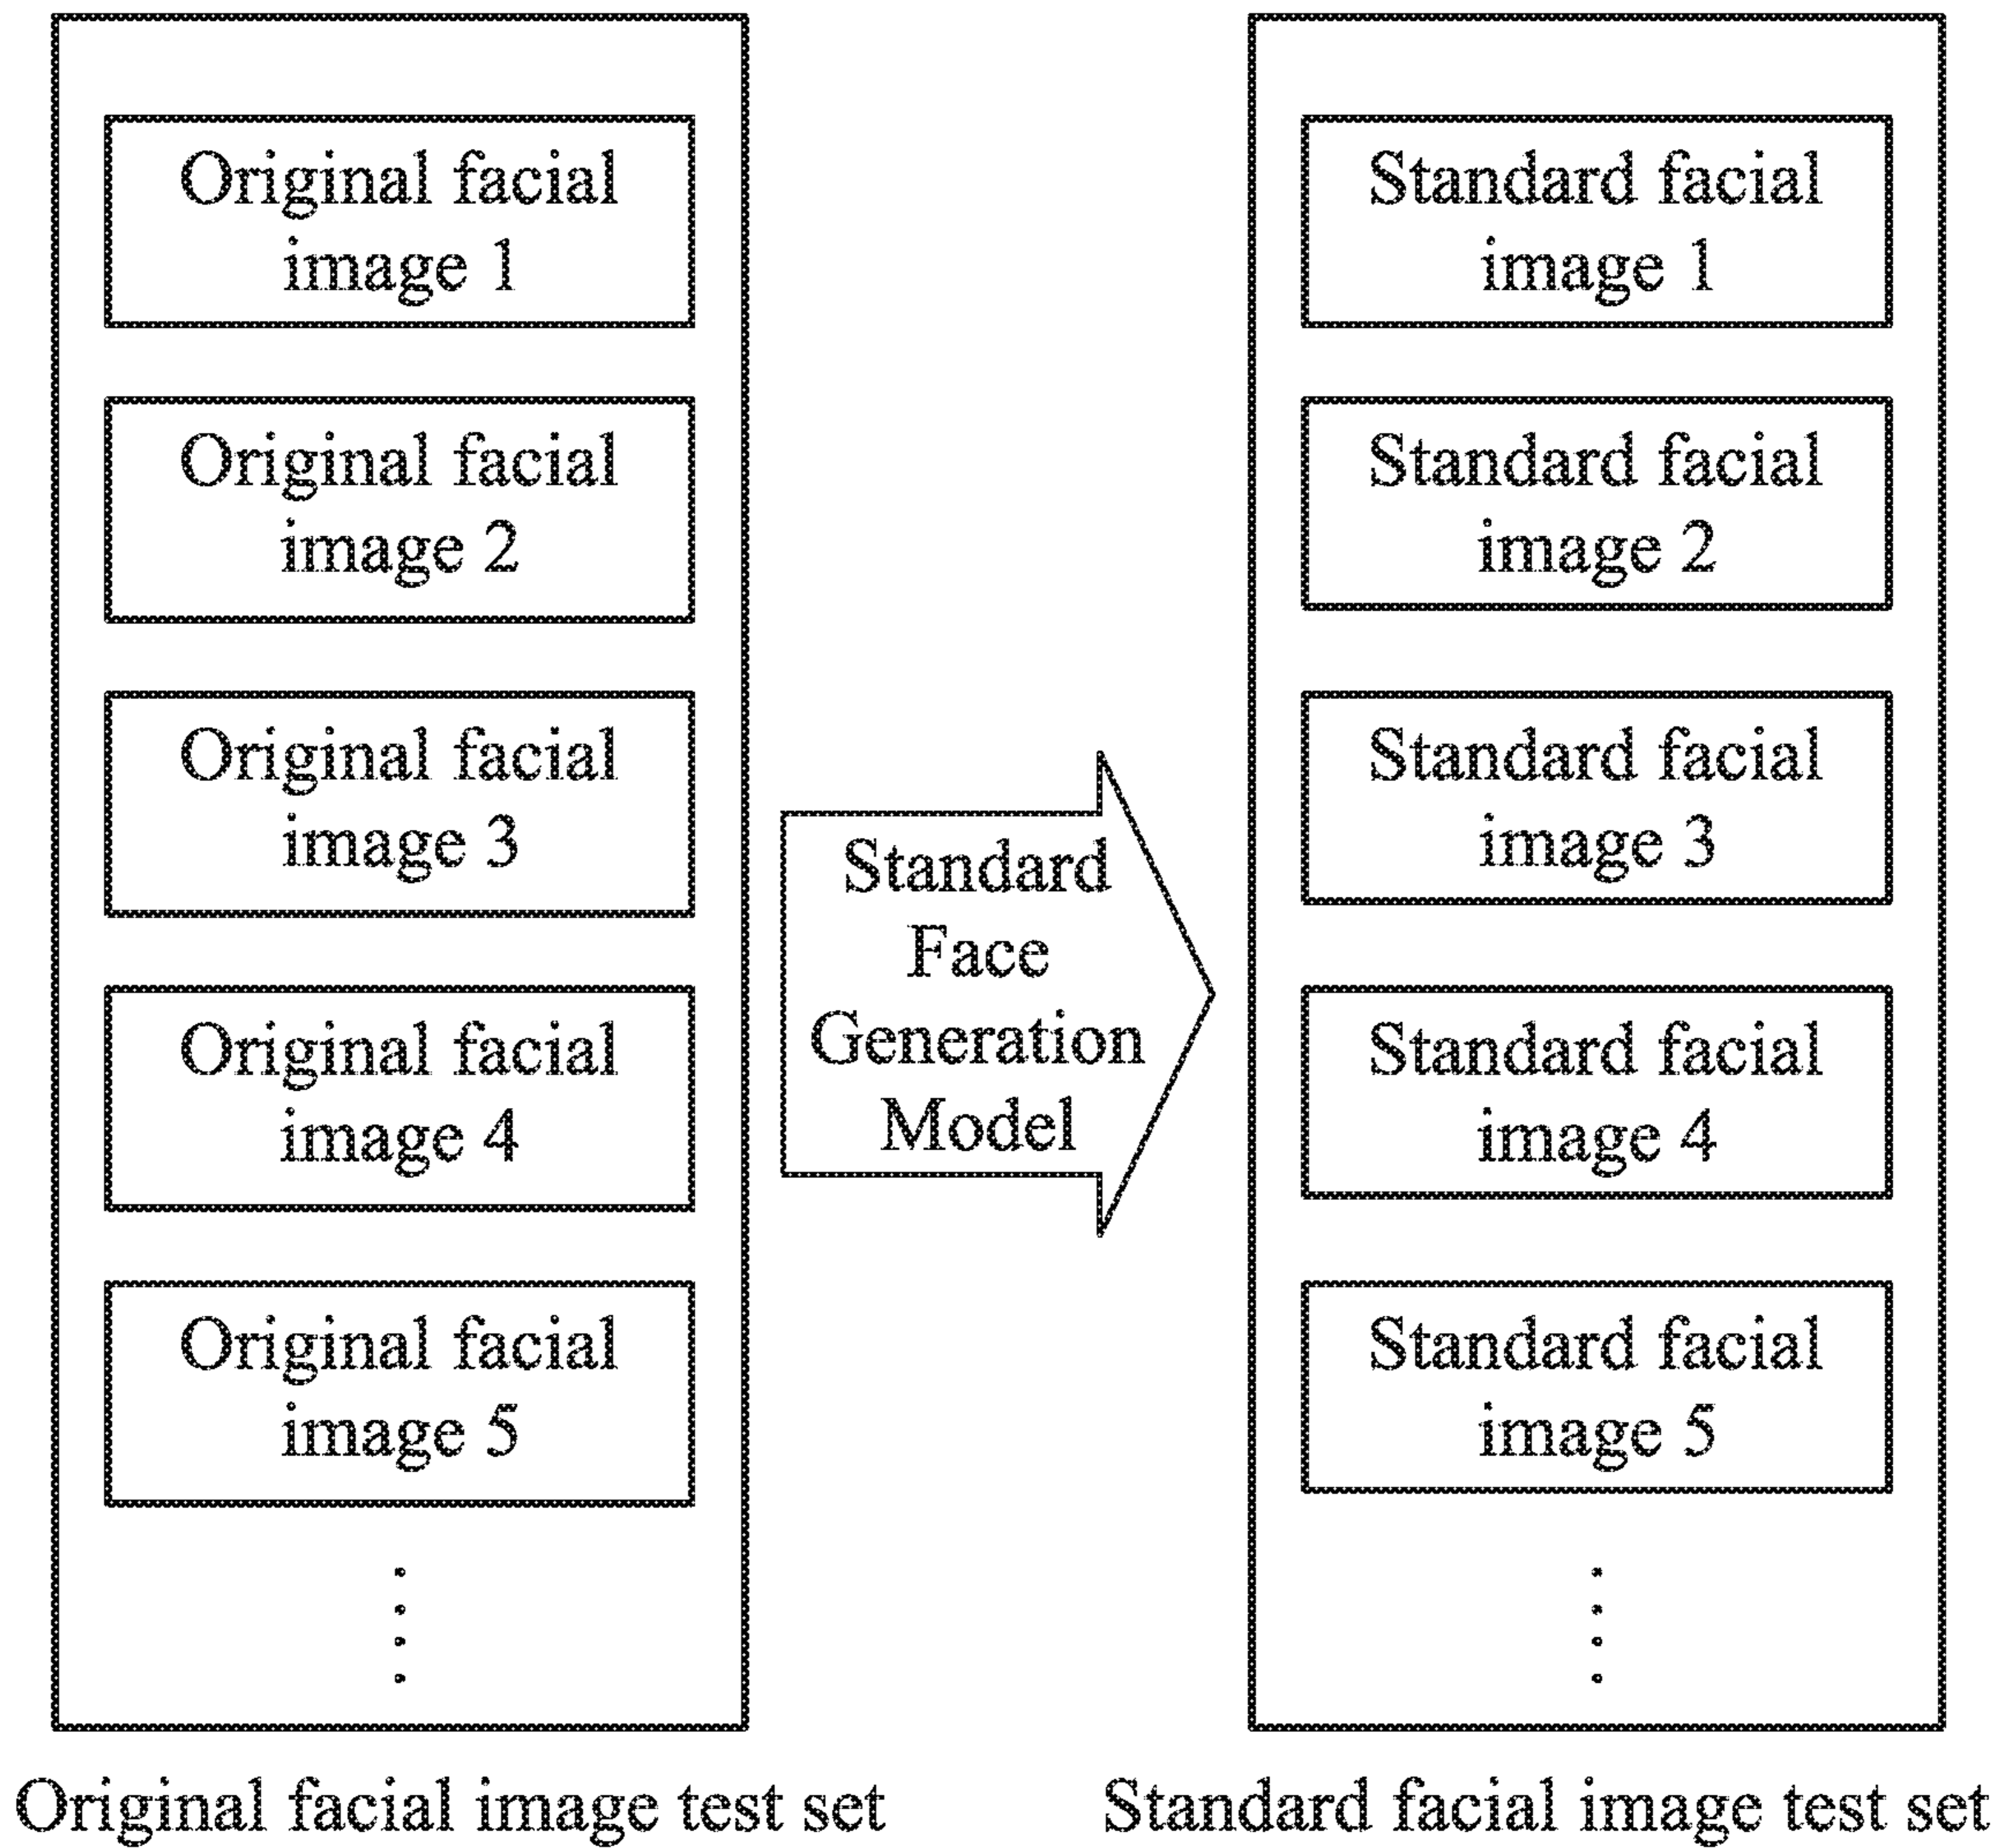 Original facial
image 1
Original facial
image 2
Original facial
image 3
Original facial
image 4
Original facial
image 5
Original facial image test set
Standard
Face
Generation
Model
Standard facial
image 1
Standard facial
image 2
Standard facial
image 3
Standard facial
image 4
Standard facial
image 5
Standard facial image test set